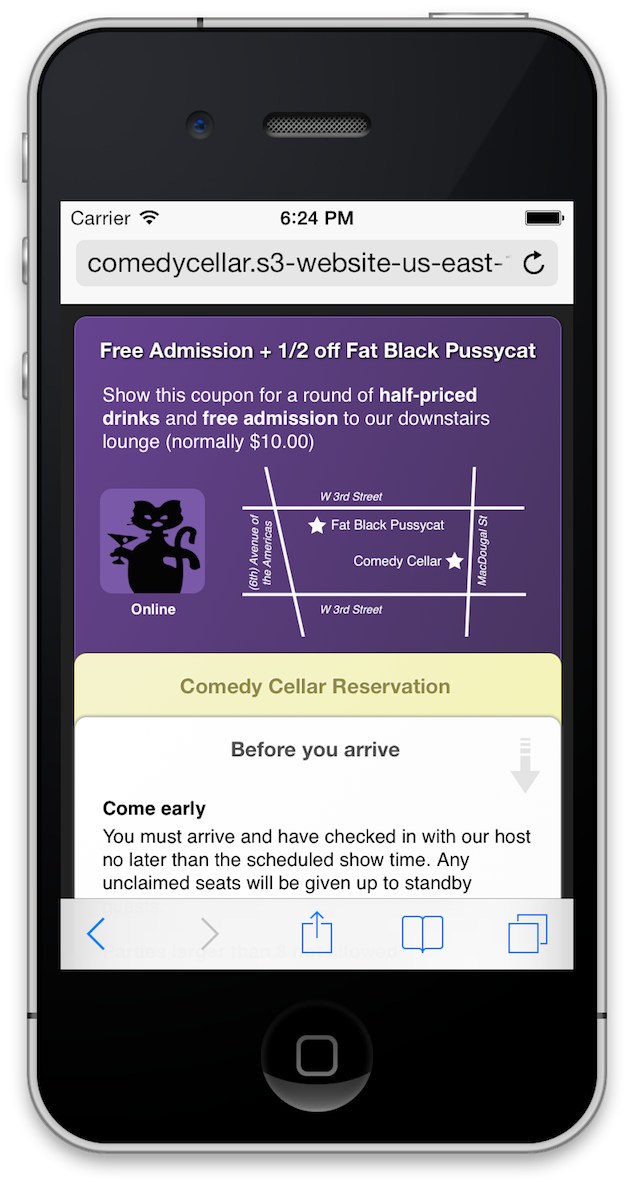 Carrier 6:24 PM
comedycellar.s3-website-us-east-
Free Admission + 1/2 off Fat Black Pussycat
Show this coupon for a round of half-priced
drinks and free admission to our downstairs
lounge (normally $10.00)
W 3rd Street
(6th) Avenue of
the Americas
Fat Black Pussycat
Comedy Cellar
MacDougal St
W 3rd Street
Online
Comedy Cellar Reservation
Before you arrive
Come early
You must arrive and have checked in with our host
no later than the scheduled show time. Any
unclaimed seats will be given up to standby